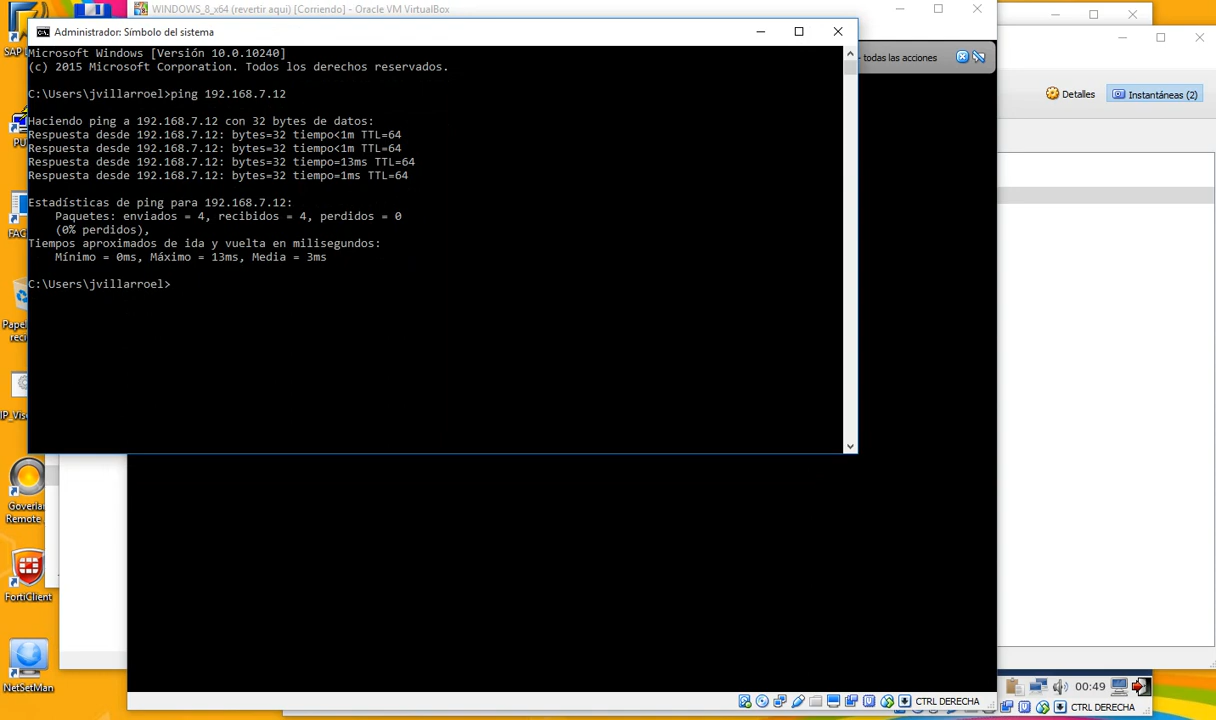 WINDOWS_8_x64 (revertir aqui) [Corriendo] - Oracle VM VirtualBox
Administrador: Símbolo del sistema
Microsoft Windows [Versión 10.0.10240]
(c) 2015 Microsoft Corporation. Todos los derechos reservados.
C:\Users\jvillarroel>ping 192.168.7.12
Haciendo ping a 192.168.7.12 con 32 bytes de datos:
Respuesta desde 192.168.7.12: bytes=32 tiempo<1m TTL=64
Respuesta desde 192.168.7.12: bytes=32 tiempo<1m TTL=64
Respuesta desde 192.168.7.12: bytes=32 tiempo=13ms TTL=64
Respuesta desde 192.168.7.12: bytes=32 tiempo=1ms TTL=64
Estadísticas de ping para 192.168.7.12:
Paquetes: enviados = 4, recibidos = 4, perdidos = 0
(0% perdidos),
Tiempos aproximados de ida y vuelta en milisegundos:
Mínimo = 0ms, Máximo = 13ms, Media = 3ms
C:\Users\jvillarroel>
- todas las acciones
Detalles
Instantáneas (2)
SAP
PU
FAC
Papel
reci
IP_Vis
Goverlan
Remote
FortiClient
NetSetMan
CTRL DERECHA
00:49
CTRL DERECHA